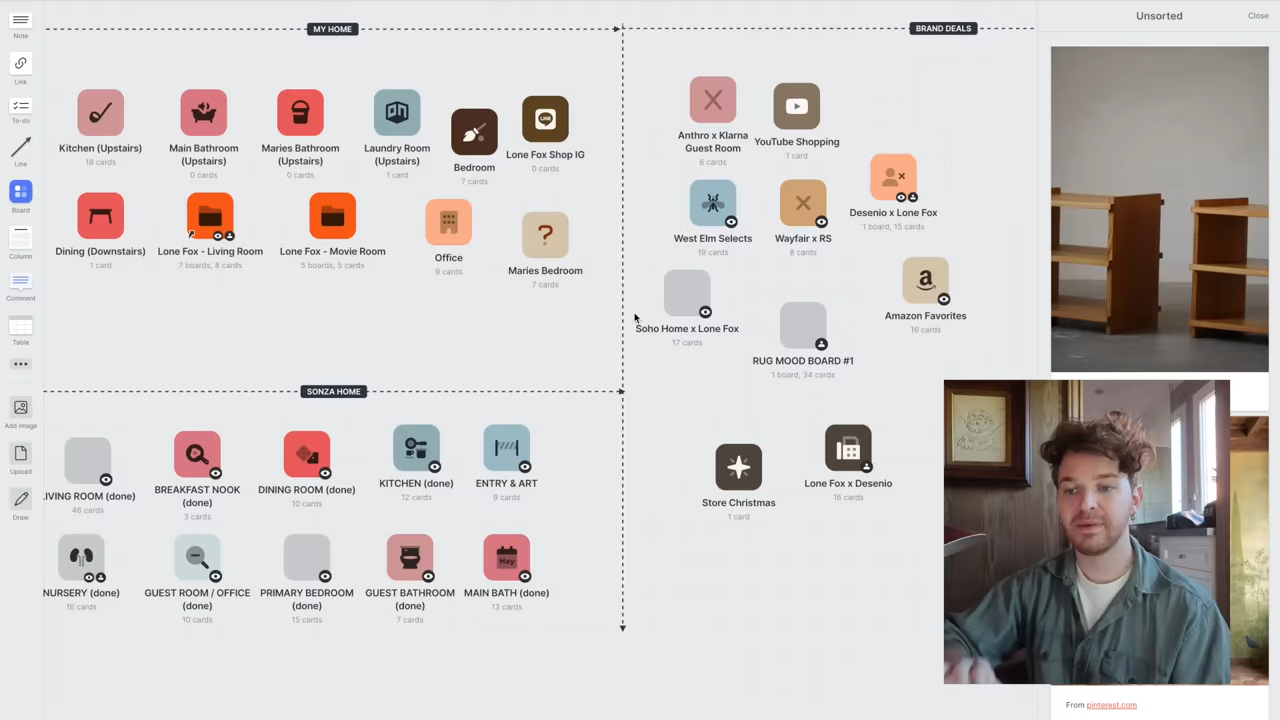 MY HOME
BRAND DEALS
Unsorted
Close
Note
Link
To-do
Line
Board
Column
Comment
Table
Add image
Upload
Draw
Kitchen (Upstairs)
18 cards
Main Bathroom
(Upstairs)
0 cards
Maries Bathroom
(Upstairs)
0 cards
Laundry Room
(Upstairs)
1 card
Bedroom
7 cards
LINE
Lone Fox Shop IG
0 cards
Dining (Downstairs)
1 card
Lone Fox - Living Room
7 boards, 8 cards
Lone Fox - Movie Room
5 boards, 5 cards
Office
9 cards
?
Maries Bedroom
7 cards
Anthro x Klarna
Guest Room
6 cards
YouTube Shopping
1 card
Desenio x Lone Fox
1 board, 15 cards
West Elm Selects
19 cards
Wayfair x RS
8 cards
Soho Home x Lone Fox
17 cards
RUG MOOD BOARD #1
1 board, 34 cards
a
Amazon Favorites
16 cards
Store Christmas
1 card
Lone Fox x Desenio
16 cards
SONZA HOME
LIVING ROOM (done)
46 cards
BREAKFAST NOOK
(done)
3 cards
DINING ROOM (done)
10 cards
KITCHEN (done)
12 cards
ENTRY & ART
9 cards
NURSERY (done)
16 cards
GUEST ROOM / OFFICE
(done)
10 cards
PRIMARY BEDROOM
(done)
15 cards
GUEST BATHROOM
(done)
7 cards
May
MAIN BATH (done)
13 cards
From pinterest.com